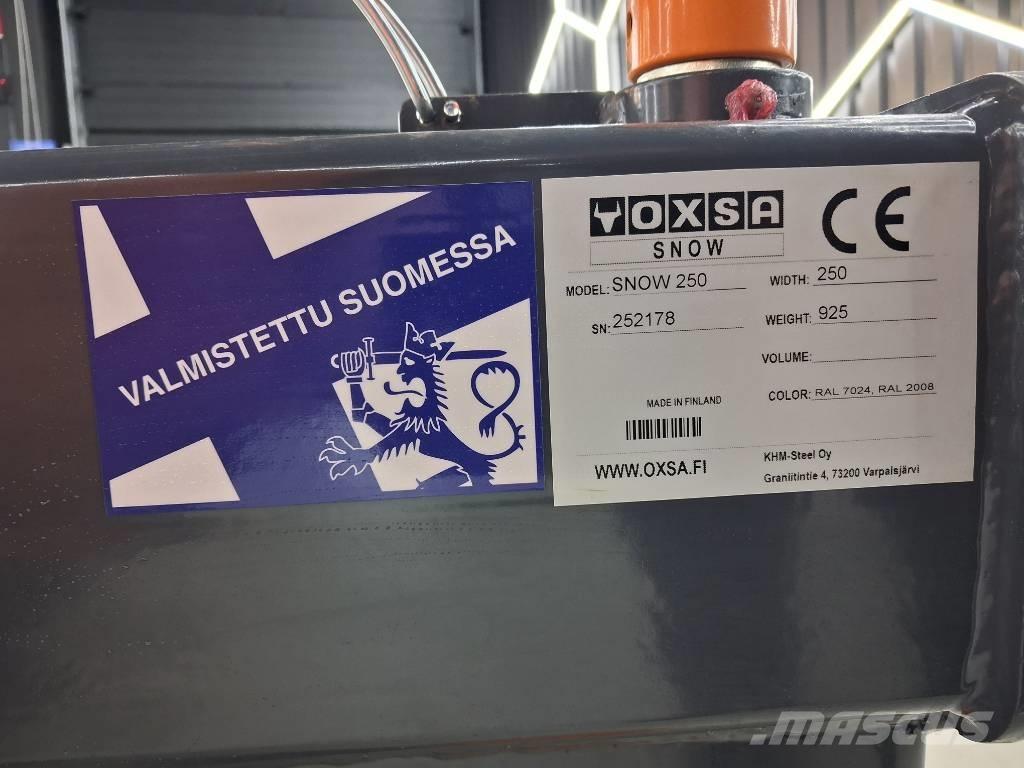 VALMISTETTU SUOMESSA
OXSA
SNOW
CE
MODEL: SNOW 250
WIDTH: 250
SN: 252178
WEIGHT: 925
VOLUME:
MADE IN FINLAND
COLOR: RAL 7024, RAL 2008
WWW.OXSA.FI
KHM-Steel Oy
Graniitintie 4, 73200 Varpaisjärvi
MASCUS